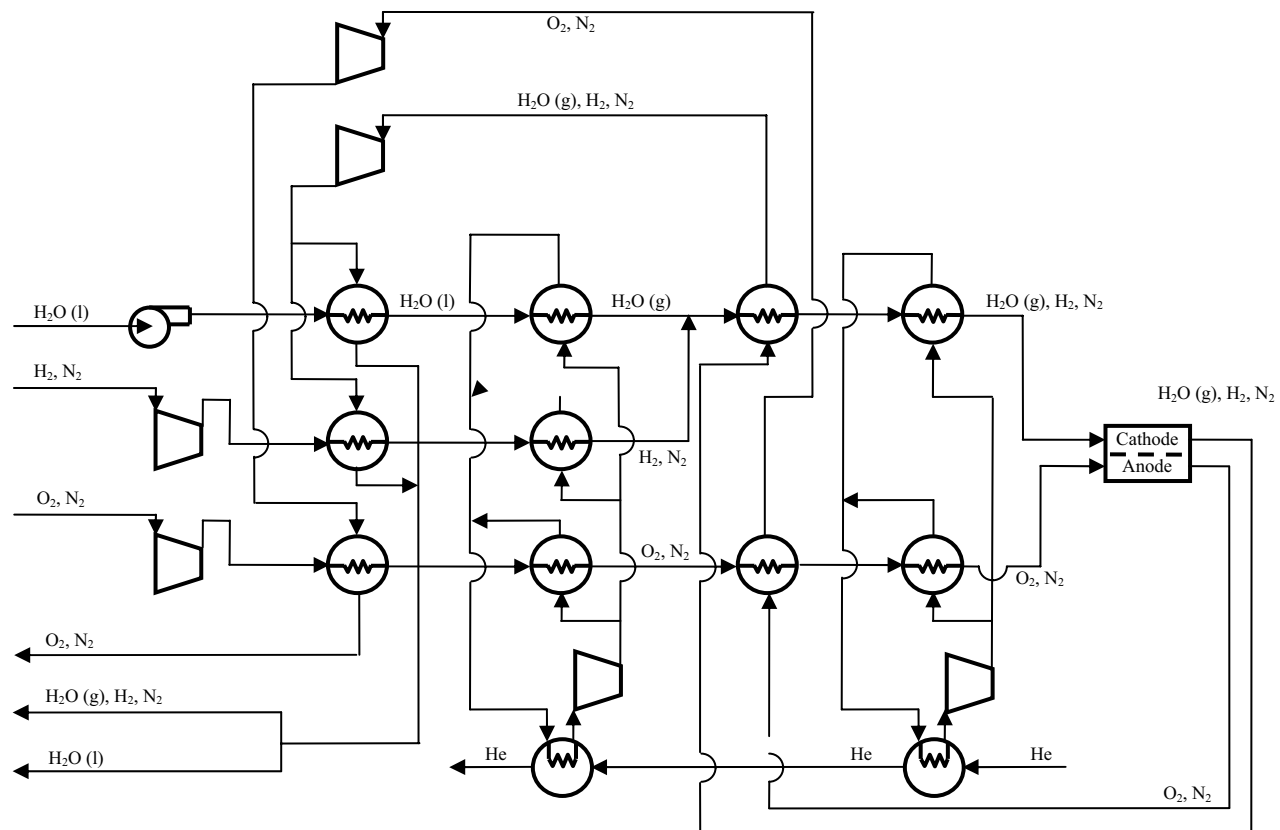 O₂, N₂
H₂O (g), H₂, N₂
H₂O (l)
H₂O (l)
H₂O (g)
H₂O (g), H₂, N₂
H₂, N₂
H₂O (g), H₂, N₂
Cathode
Anode
H₂, N₂
O₂, N₂
O₂, N₂
O₂, N₂
O₂, N₂
H₂O (g), H₂, N₂
H₂O (l)
He
He
He
O₂, N₂